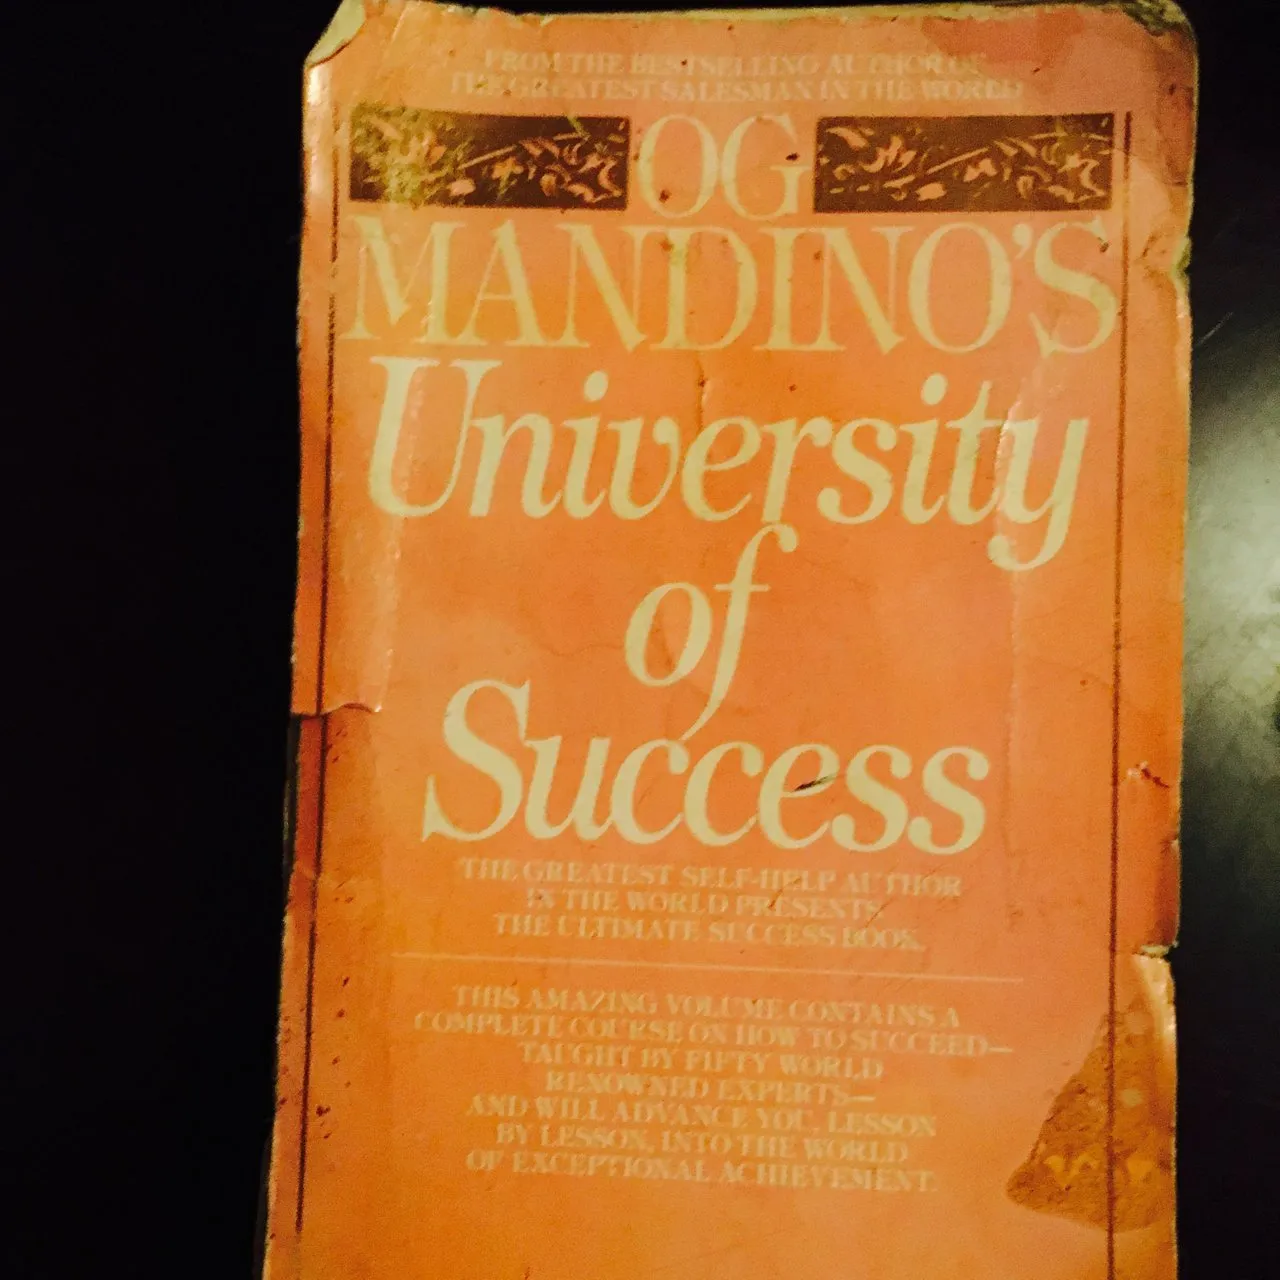 FROM THE BESTSELLING AUTHOR OF
THE GREATEST SALESMAN IN THE WORLD
OG
MANDINO'S
University
of
Success
THE GREATEST SELF-HELP AUTHOR
IN THE WORLD PRESENTS
THE ULTIMATE SUCCESS BOOK.
THIS AMAZING VOLUME CONTAINS A
COMPLETE COURSE ON HOW TO SUCCEED—
TAUGHT BY FIFTY WORLD
RENOWNED EXPERTS—
AND WILL ADVANCE YOU, LESSON
BY LESSON, INTO THE WORLD
OF EXCEPTIONAL ACHIEVEMENT.